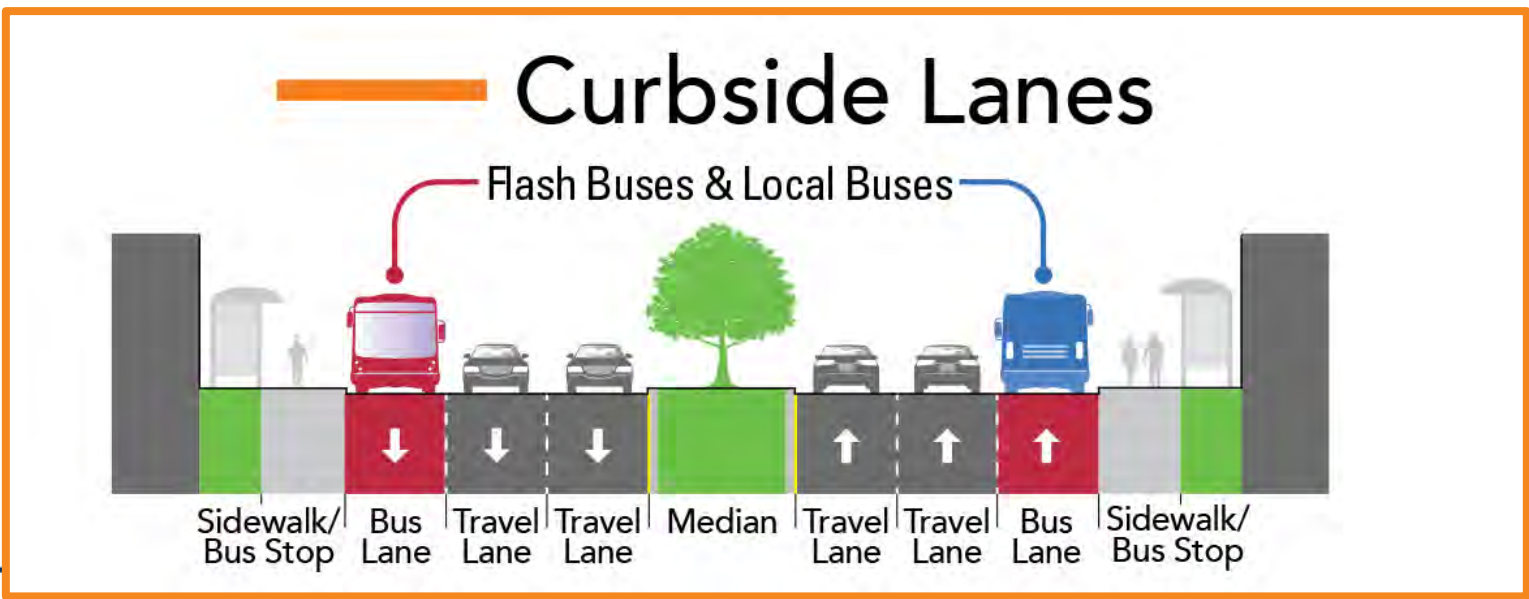 Curbside Lanes
Flash Buses & Local Buses
Sidewalk/
Bus Stop
Bus
Lane
Travel
Lane
Travel
Lane
Median
Travel
Lane
Travel
Lane
Bus
Lane
Sidewalk/
Bus Stop